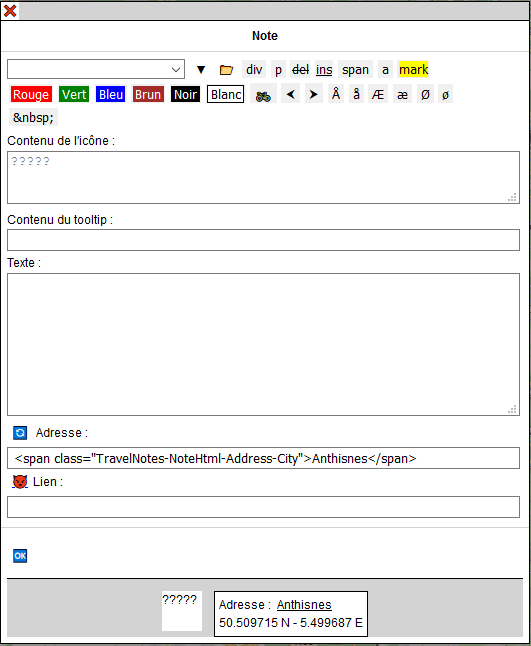 Note
▼ div p del ins span a mark
Rouge Vert Bleu Brun Noir Blanc ⮜ ⮞ Å å Æ æ Ø ø
&nbsp;
Contenu de l'icône :
?????
Contenu du tooltip :
Texte :
Adresse :
<span class="TravelNotes-NoteHtml-Address-City">Anthisnes</span>
Lien :
OK
?????
Adresse : Anthisnes
50.509715 N - 5.499687 E